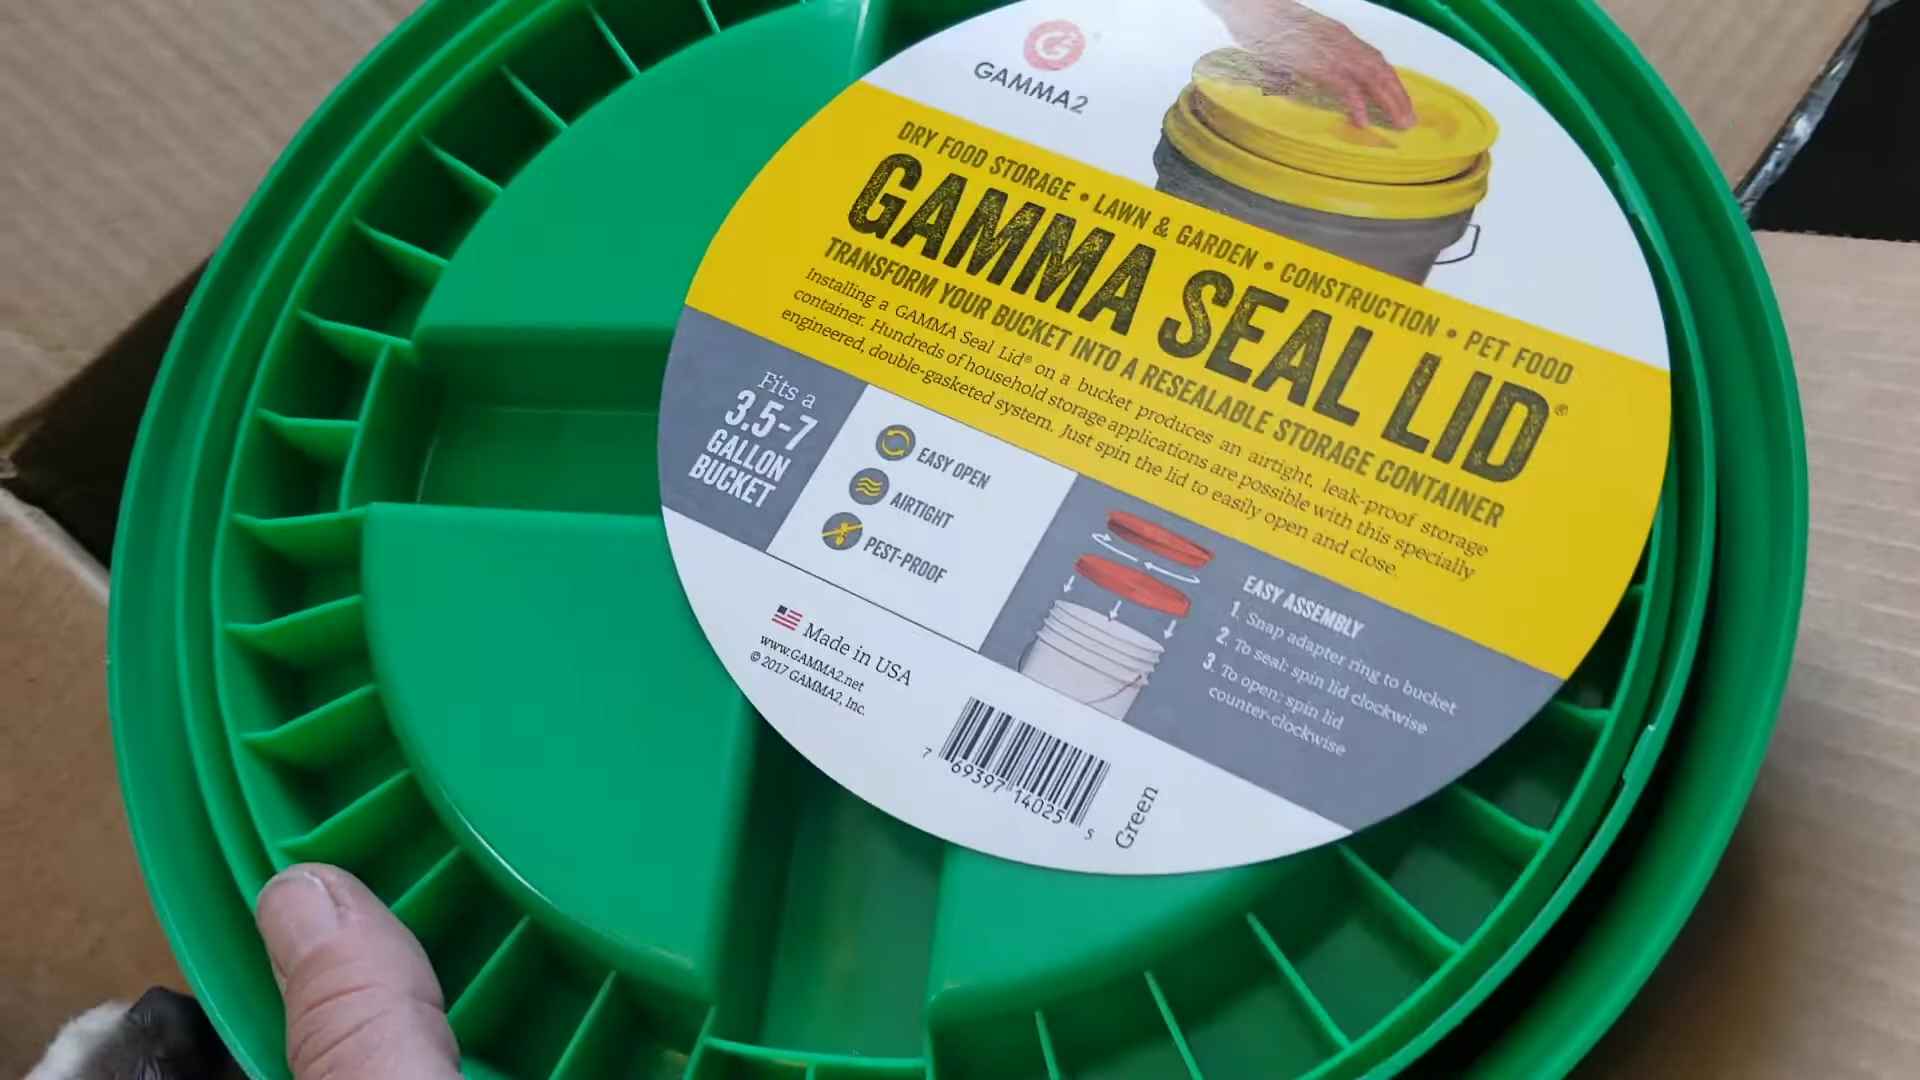 G2
GAMMA2
DRY FOOD STORAGE • LAWN & GARDEN • CONSTRUCTION • PET FOOD
GAMMA SEAL LID®
TRANSFORM YOUR BUCKET INTO A RESEALABLE STORAGE CONTAINER
Installing a GAMMA Seal Lid® on a bucket produces an airtight, leak-proof storage
container. Hundreds of household storage applications are possible with this specially
engineered, double-gasketed system. Just spin the lid to easily open and close.
Fits a
3.5-7
GALLON
BUCKET
EASY OPEN
AIRTIGHT
PEST-PROOF
EASY ASSEMBLY
1. Snap adapter ring to bucket
2. To seal: spin lid clockwise
3. To open: spin lid
counter-clockwise
Made in USA
www.GAMMA2.net
© 2017 GAMMA2, Inc.
7 69397 14025 5
Green